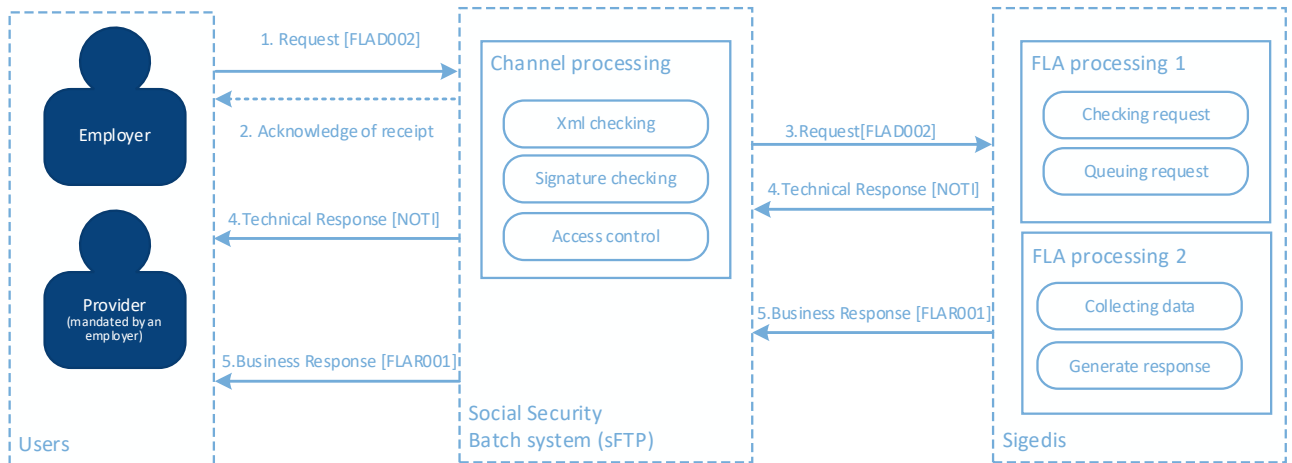 Employer
Provider
(mandated by an
employer)
Users
1. Request [FLAD002]
2. Acknowledge of receipt
4.Technical Response [NOTI]
5.Business Response [FLAR001]
Channel processing
Xml checking
Signature checking
Access control
Social Security
Batch system (sFTP)
3.Request[FLAD002]
4.Technical Response [NOTI]
5.Business Response [FLAR001]
FLA processing 1
Checking request
Queuing request
FLA processing 2
Collecting data
Generate response
Sigedis